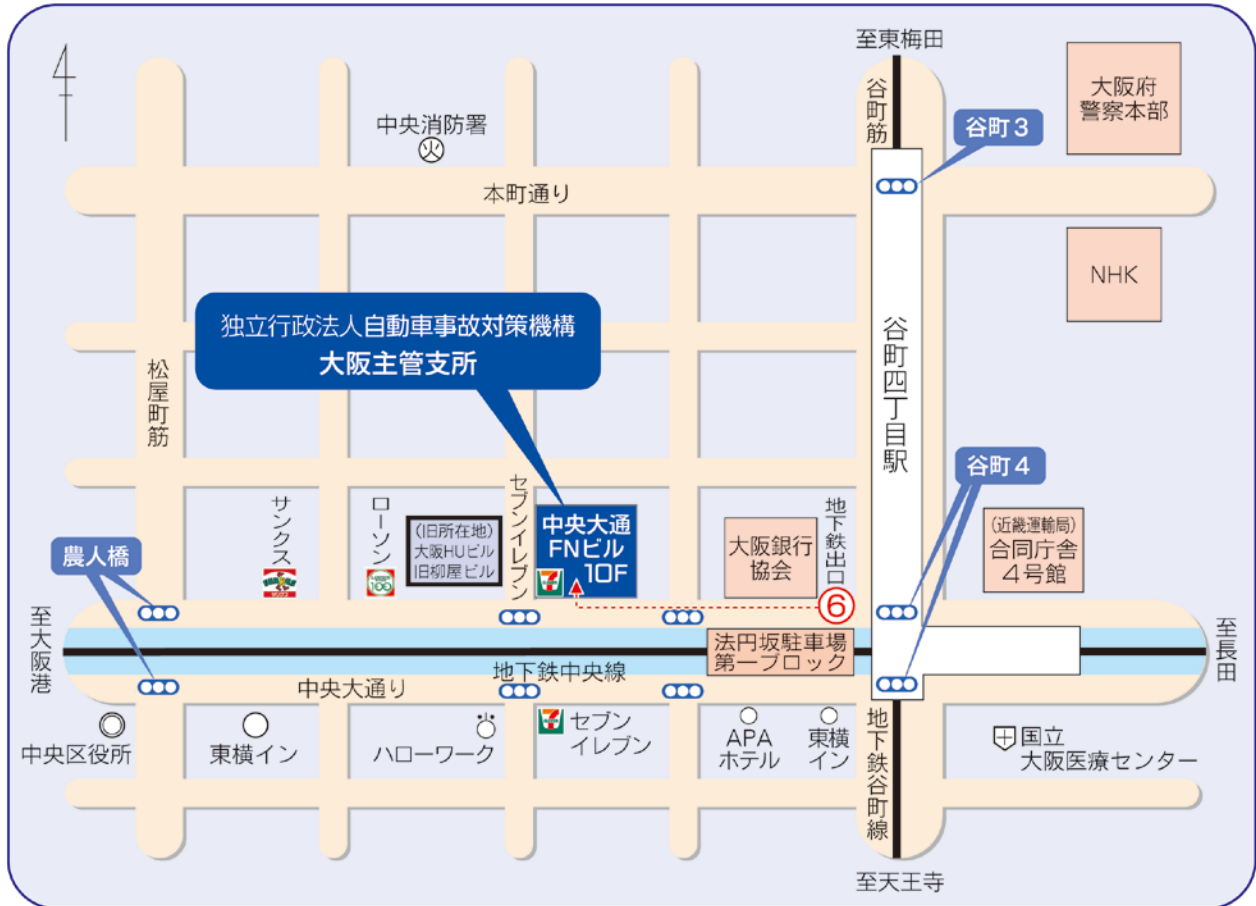 至東梅田
谷町筋
大阪府
警察本部
谷町3
中央消防署
火
本町通り
NHK
独立行政法人自動車事故対策機構
大阪主管支所
松屋町筋
谷町四丁目駅
谷町4
サンクス
ローソン
(旧所在地)
大阪HUビル
旧柳屋ビル
セブンイレブン
中央大通
FNビル
10F
大阪銀行
協会
地下鉄出口
⑥
(近畿運輸局)
合同庁舎
4号館
農人橋
至大阪港
法円坂駐車場
第一ブロック
至長田
地下鉄中央線
中央大通り
中央区役所
東横イン
ハローワーク
セブン
イレブン
APA
ホテル
東横
イン
地下鉄谷町線
国立
大阪医療センター
至天王寺